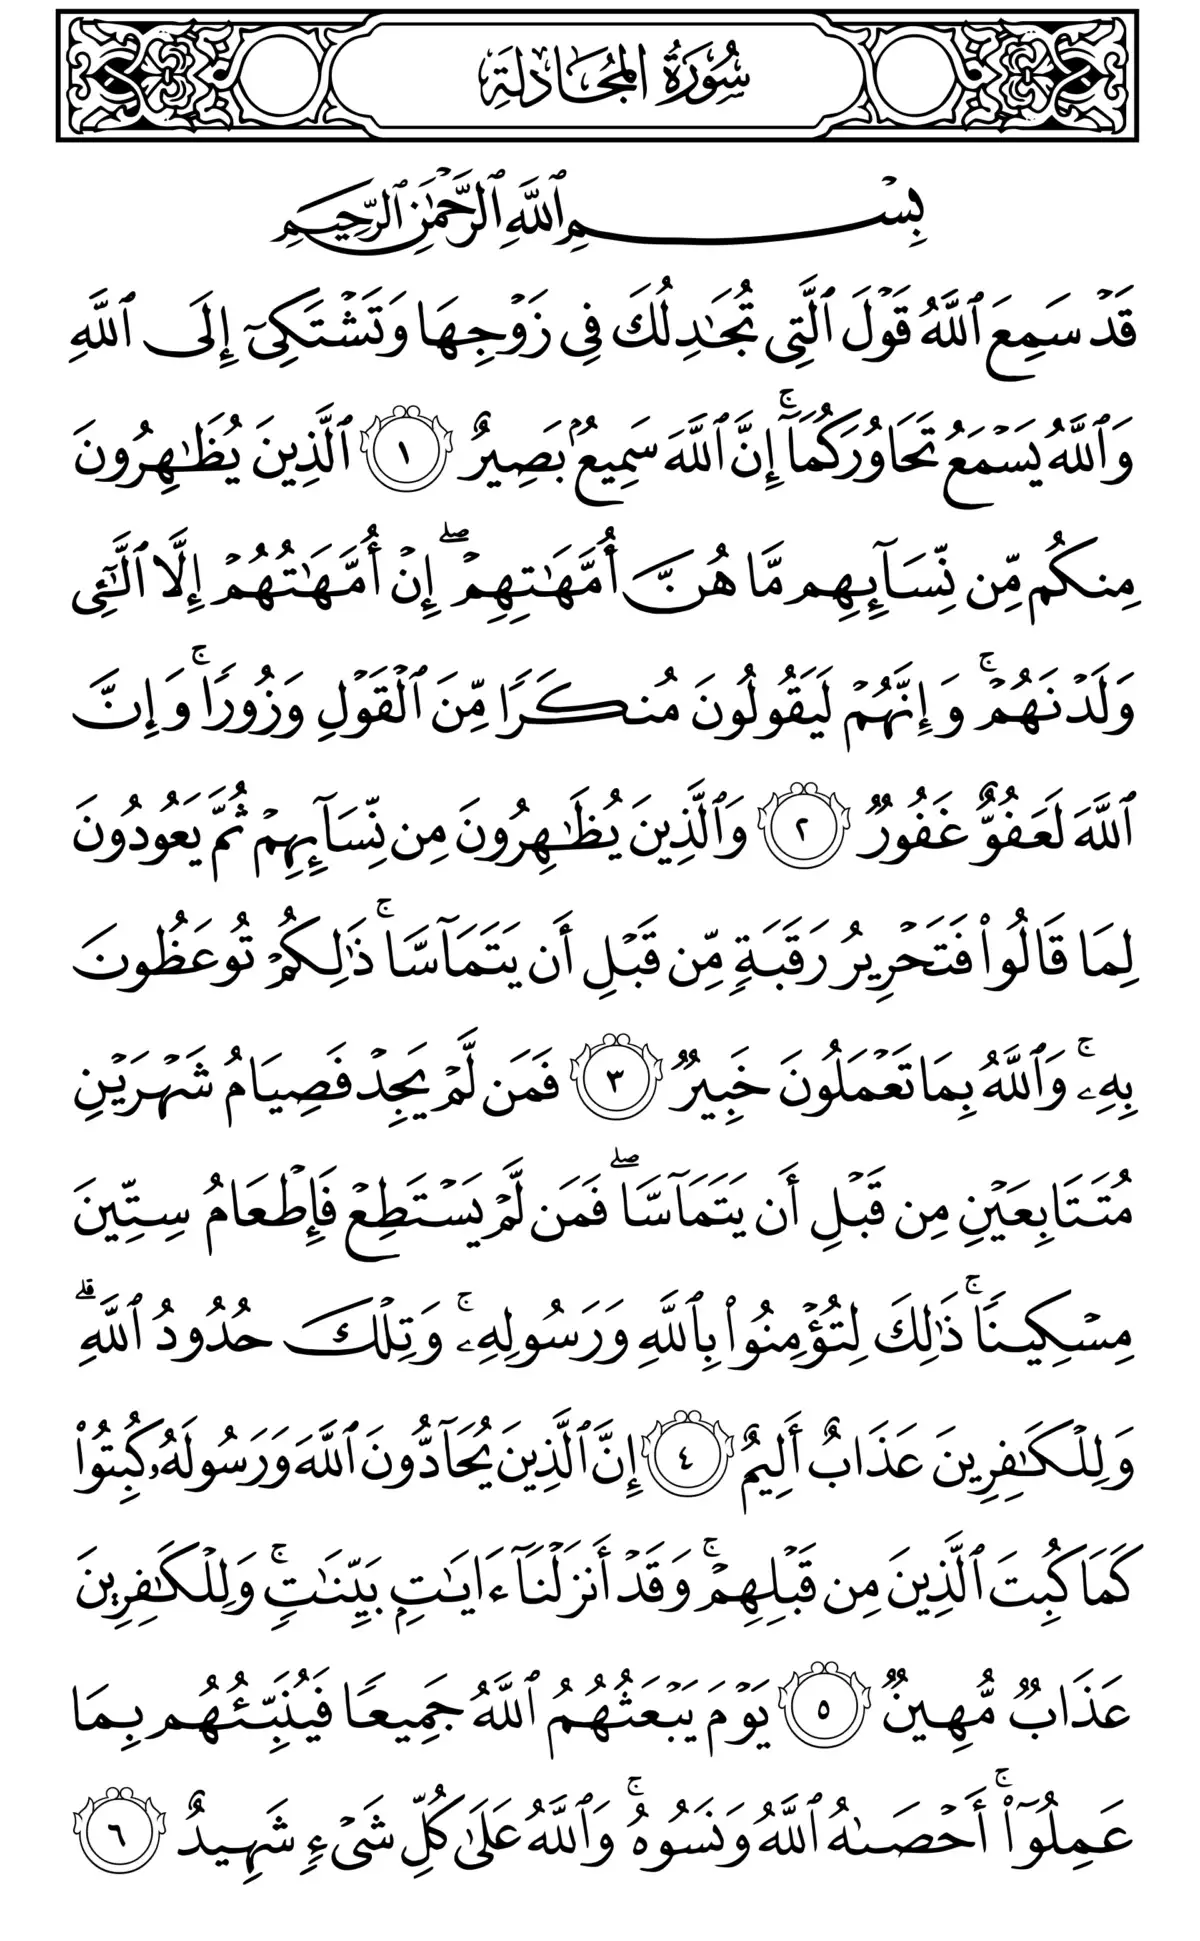 سُورَةُ المُجَادلَةِ
بِسۡمِ ٱللَّهِ ٱلرَّحۡمَٰنِ ٱلرَّحِيمِ
قَدۡ سَمِعَ ٱللَّهُ قَوۡلَ ٱلَّتِي تُجَٰدِلُكَ فِي زَوۡجِهَا وَتَشۡتَكِيٓ إِلَى ٱللَّهِ
وَٱللَّهُ يَسۡمَعُ تَحَاوُرَكُمَآۚ إِنَّ ٱللَّهَ سَمِيعُۢ بَصِيرٌ ١ ٱلَّذِينَ يُظَٰهِرُونَ
مِنكُم مِّن نِّسَآئِهِم مَّا هُنَّ أُمَّهَٰتِهِمۡۖ إِنۡ أُمَّهَٰتُهُمۡ إِلَّا ٱلَّٰٓـِٔي
وَلَدۡنَهُمۡۚ وَإِنَّهُمۡ لَيَقُولُونَ مُنكَرٗا مِّنَ ٱلۡقَوۡلِ وَزُورٗاۚ وَإِنَّ
ٱللَّهَ لَعَفُوٌّ غَفُورٞ ٢ وَٱلَّذِينَ يُظَٰهِرُونَ مِن نِّسَآئِهِمۡ ثُمَّ يَعُودُونَ
لِمَا قَالُواْ فَتَحۡرِيرُ رَقَبَةٖ مِّن قَبۡلِ أَن يَتَمَآسَّاۚ ذَٰلِكُمۡ تُوعَظُونَ
بِهِۦۚ وَٱللَّهُ بِمَا تَعۡمَلُونَ خَبِيرٞ ٣ فَمَن لَّمۡ يَجِدۡ فَصِيَامُ شَهۡرَيۡنِ
مُتَتَابِعَيۡنِ مِن قَبۡلِ أَن يَتَمَآسَّاۖ فَمَن لَّمۡ يَسۡتَطِعۡ فَإِطۡعَامُ سِتِّينَ
مِسۡكِينٗاۚ ذَٰلِكَ لِتُؤۡمِنُواْ بِٱللَّهِ وَرَسُولِهِۦۚ وَتِلۡكَ حُدُودُ ٱللَّهِۗ
وَلِلۡكَٰفِرِينَ عَذَابٌ أَلِيمٌ ٤ إِنَّ ٱلَّذِينَ يُحَآدُّونَ ٱللَّهَ وَرَسُولَهُۥ كُبِتُواْ
كَمَا كُبِتَ ٱلَّذِينَ مِن قَبۡلِهِمۡۚ وَقَدۡ أَنزَلۡنَآ ءَايَٰتِۭ بَيِّنَٰتٖۚ وَلِلۡكَٰفِرِينَ
عَذَابٞ مُّهِينٞ ٥ يَوۡمَ يَبۡعَثُهُمُ ٱللَّهُ جَمِيعٗا فَيُنَبِّئُهُم بِمَا
عَمِلُوٓاْۚ أَحۡصَىٰهُ ٱللَّهُ وَنَسُوهُۚ وَٱللَّهُ عَلَىٰ كُلِّ شَيۡءٖ شَهِيدٌ ٦